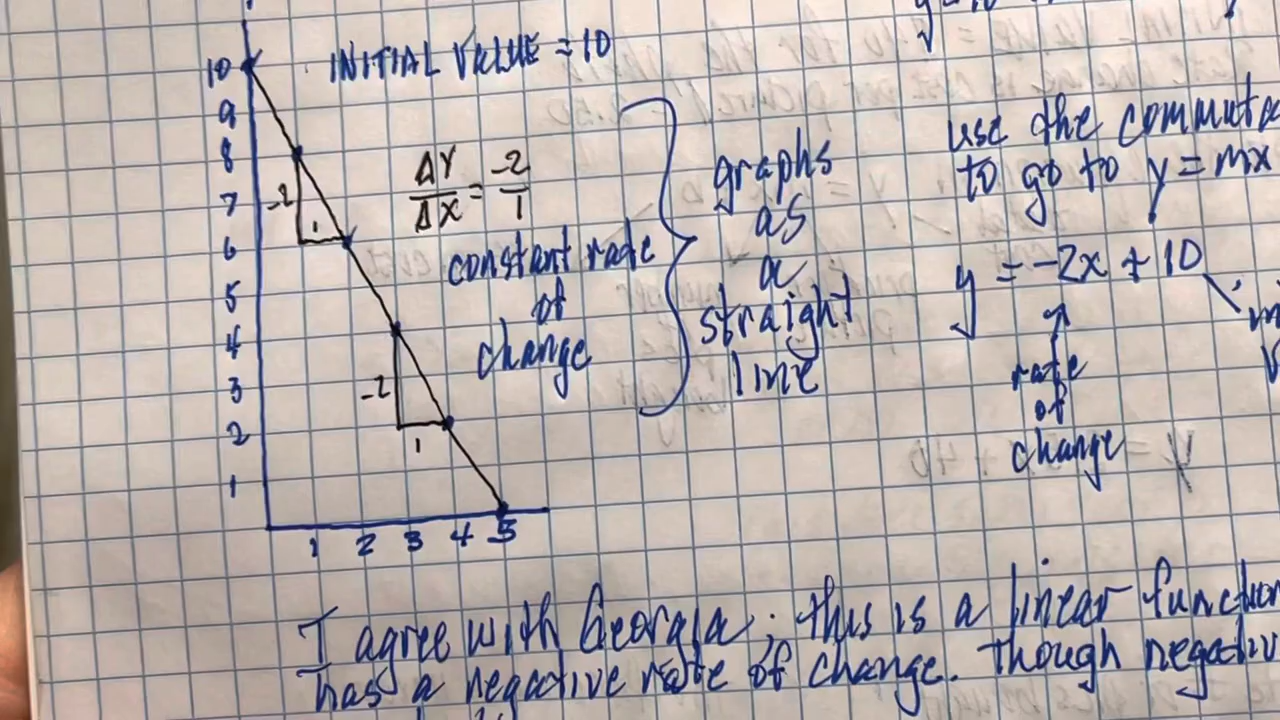 INITIAL VALUE = 10
10
9
8
7
6
5
4
3
2
1
-2
1
-2
1
1 2 3 4 5
ΔY/ΔX = -2/1
constant rate
of
change
graphs
as
a
straight
line
use the commuta
to go to y = mx
y = -2x + 10
rate
of
change
I agree with Georgia; this is a linear function
has a negative rate of change. Though negativ